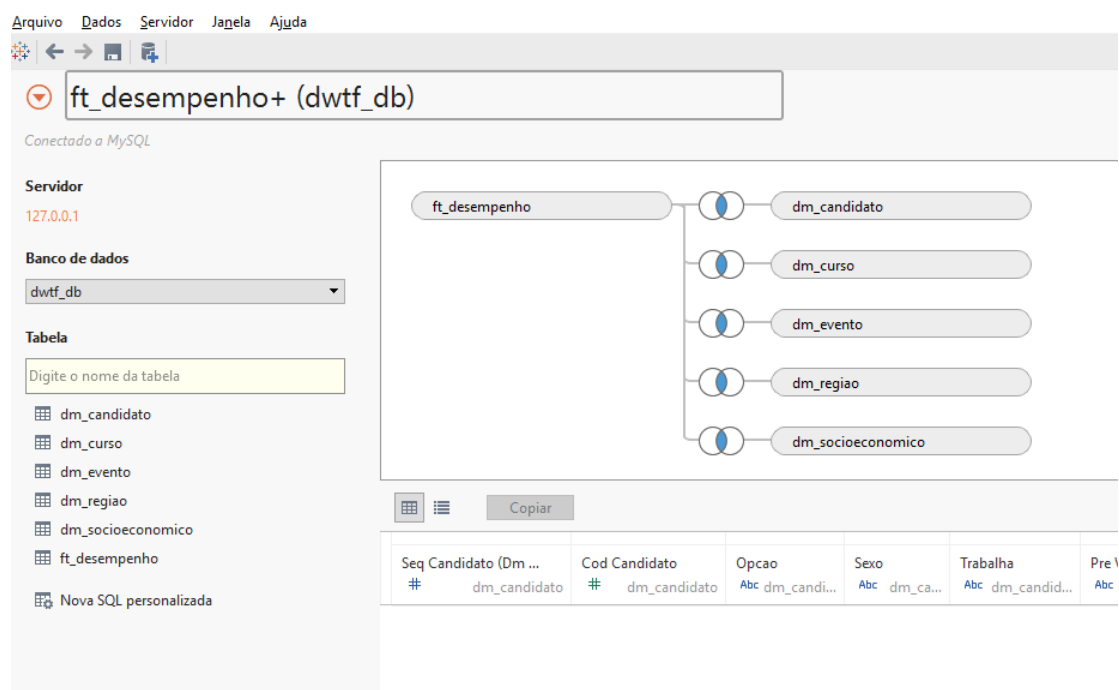 Arquivo Dados Servidor Janela Ajuda
ft_desempenho+ (dwtf_db)
Conectado a MySQL
Servidor
127.0.0.1
Banco de dados
dwtf_db
Tabela
Digite o nome da tabela
dm_candidato
dm_curso
dm_evento
dm_regiao
dm_socioeconomico
ft_desempenho
Nova SQL personalizada
ft_desempenho
dm_candidato
dm_curso
dm_evento
dm_regiao
dm_socioeconomico
Copiar
Seq Candidato (Dm ... Cod Candidato Opcao Sexo Trabalha Pre
# dm_candidato # dm_candidato Abc dm_candi... Abc dm_ca... Abc dm_candid... Abc